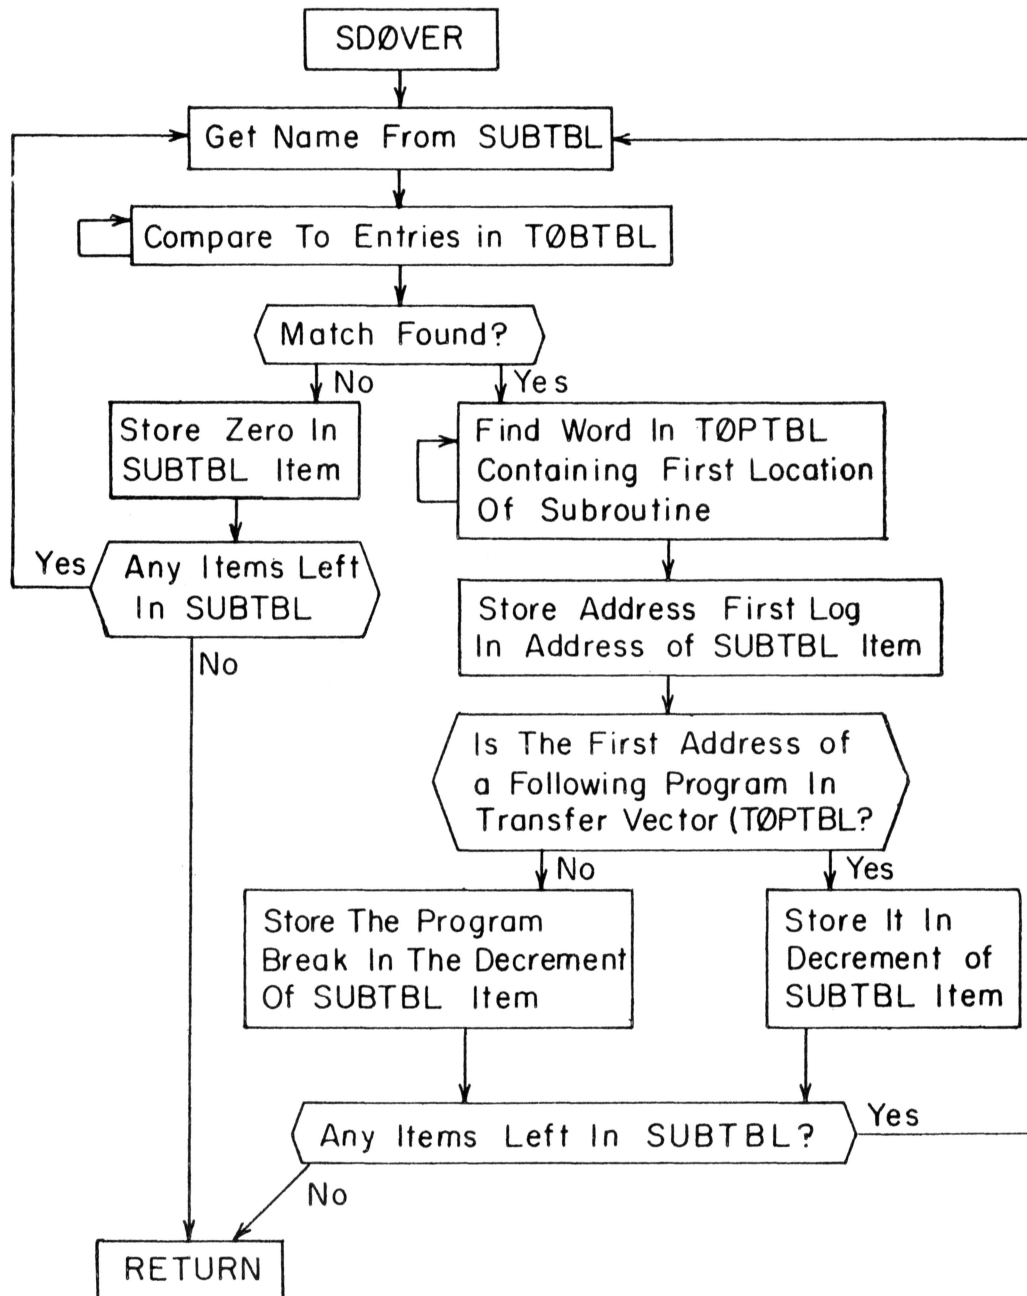 SDØVER
Get Name From SUBTBL
Compare To Entries in TØBTBL
Match Found?
No
Yes
Store Zero In
SUBTBL Item
Find Word In TØPTBL
Containing First Location
Of Subroutine
Yes
Any Items Left
In SUBTBL
No
Store Address First Log
In Address of SUBTBL Item
Is The First Address of
a Following Program In
Transfer Vector (TØPTBL?
No
Yes
Store The Program
Break In The Decrement
Of SUBTBL Item
Store It In
Decrement of
SUBTBL Item
Any Items Left In SUBTBL?
Yes
No
RETURN